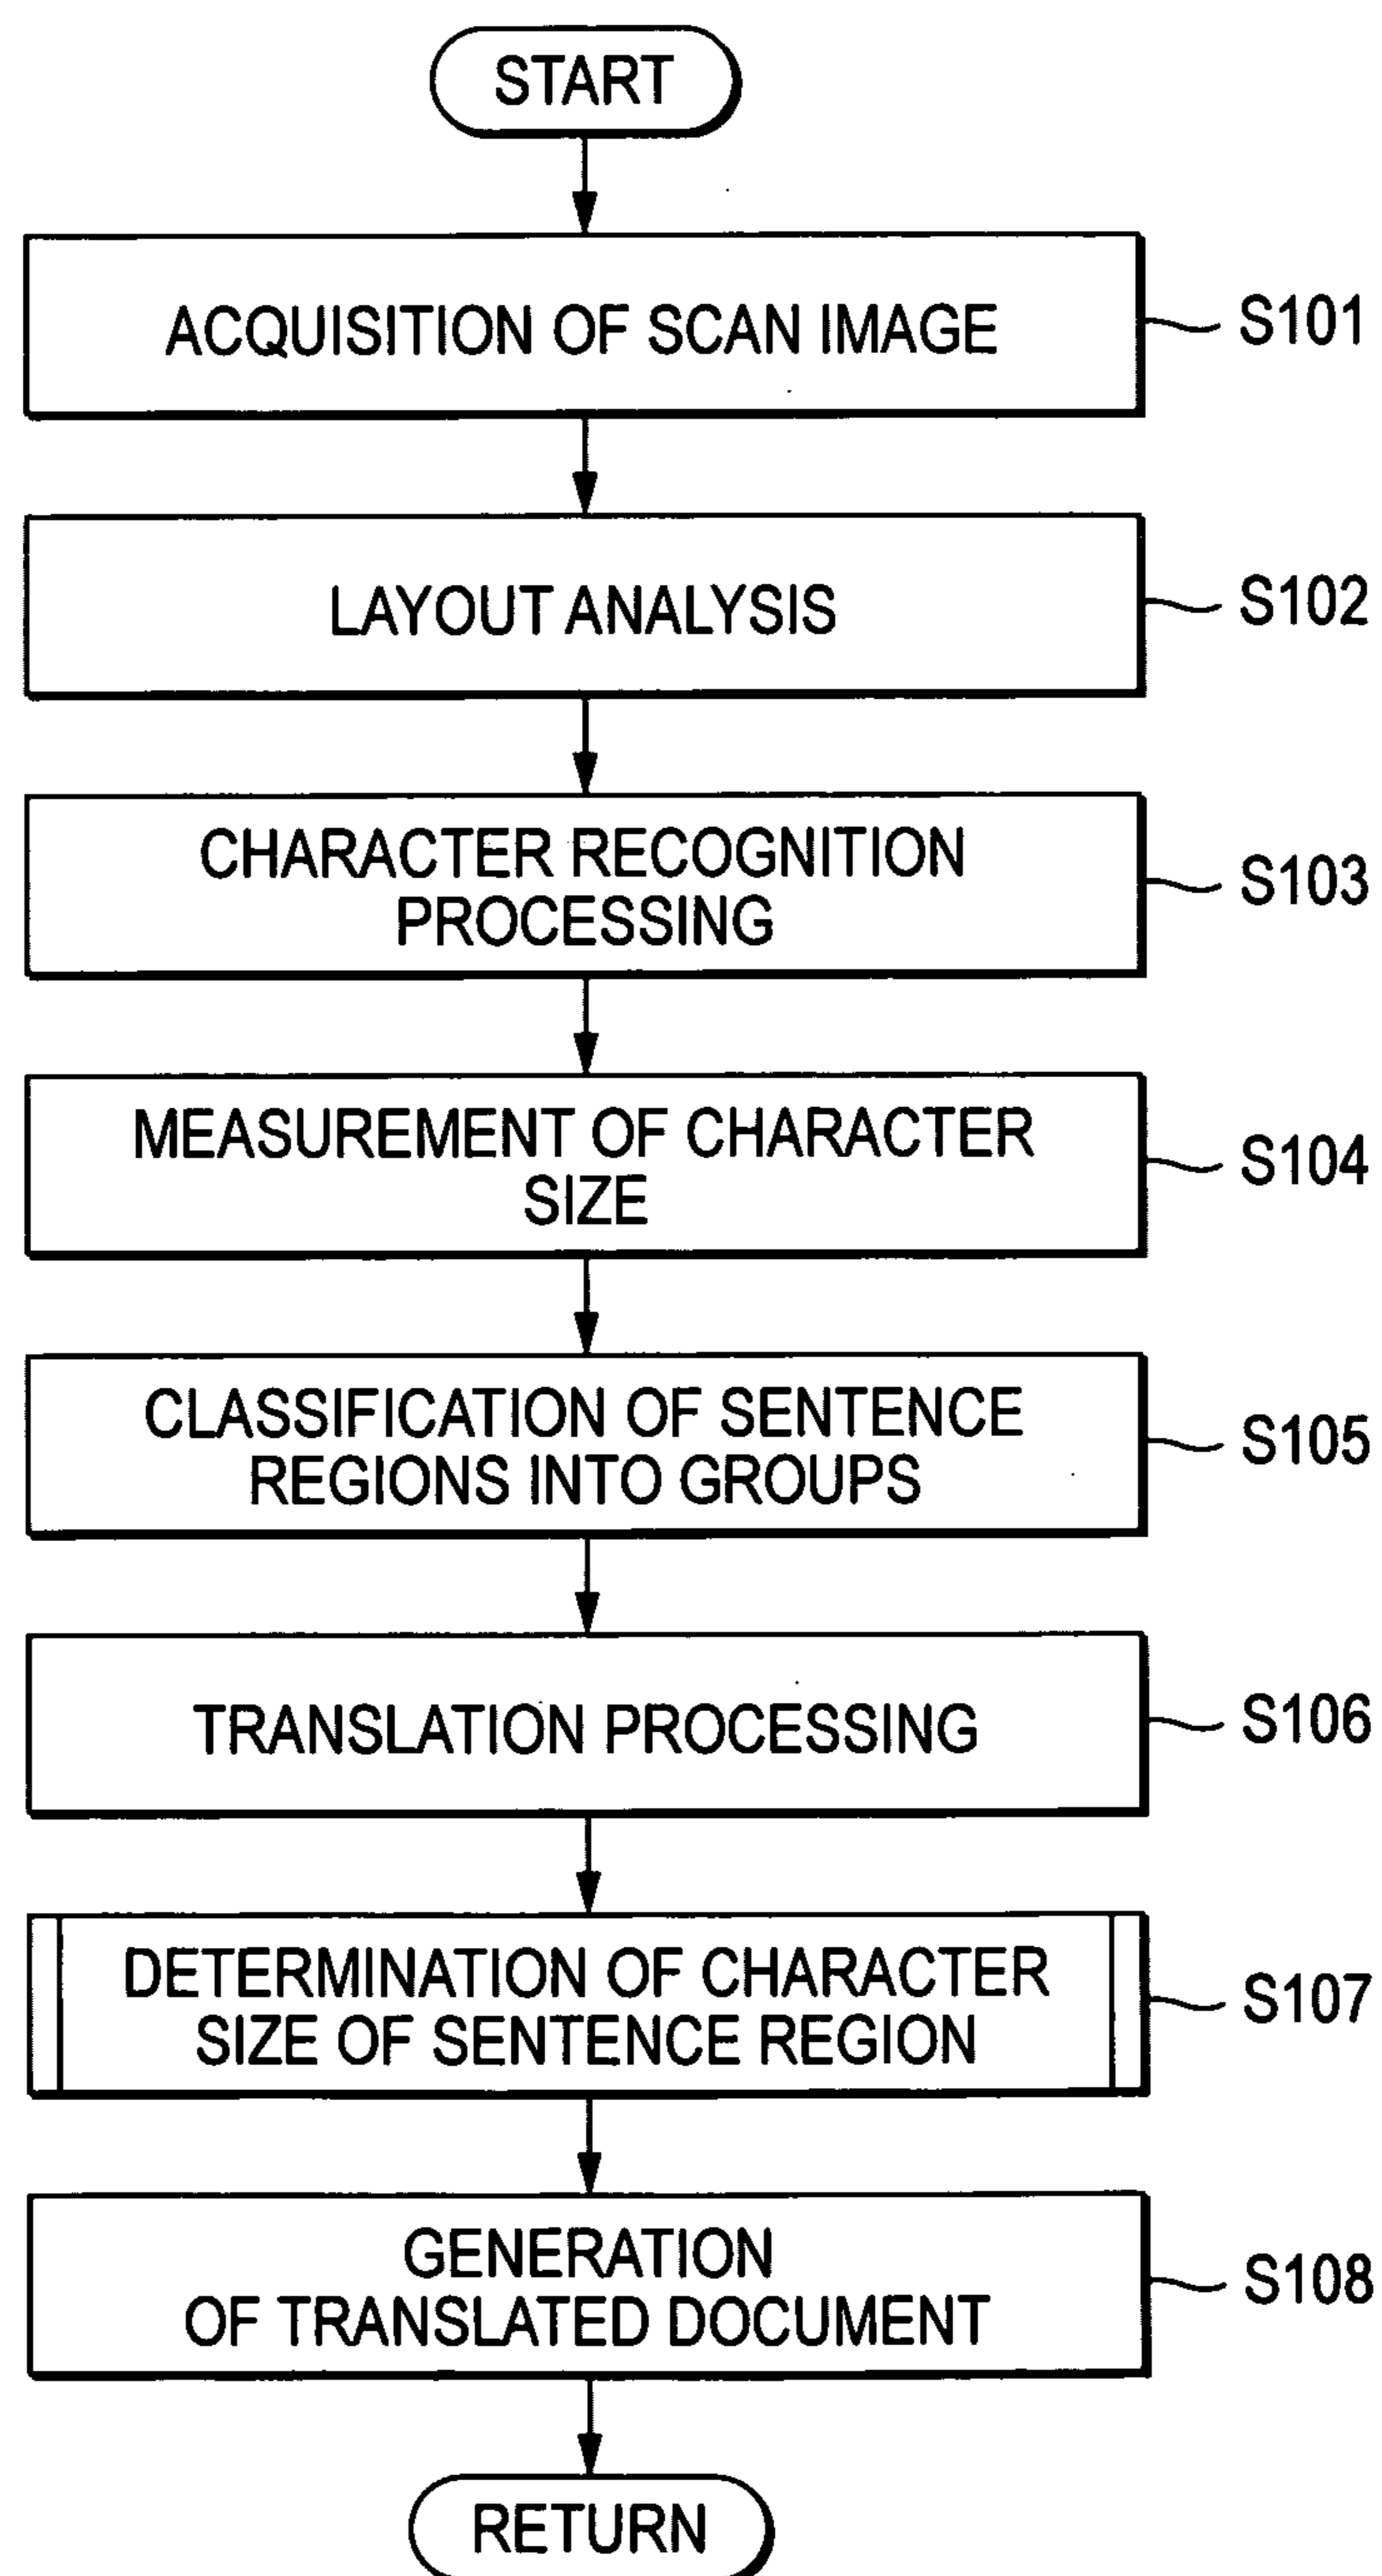 START
ACQUISITION OF SCAN IMAGE
S101
LAYOUT ANALYSIS
S102
CHARACTER RECOGNITION
PROCESSING
S103
MEASUREMENT OF CHARACTER
SIZE
S104
CLASSIFICATION OF SENTENCE
REGIONS INTO GROUPS
S105
TRANSLATION PROCESSING
S106
DETERMINATION OF CHARACTER
SIZE OF SENTENCE REGION
S107
GENERATION
OF TRANSLATED DOCUMENT
S108
RETURN